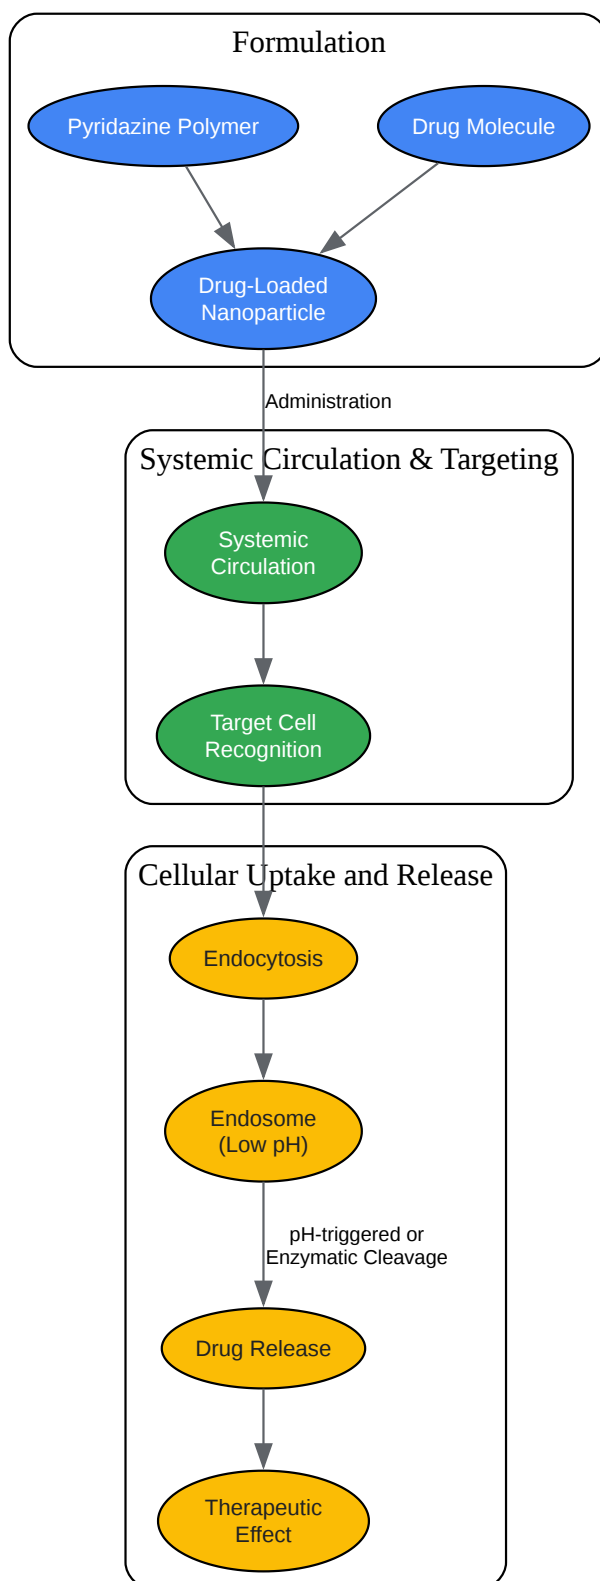 Formulation
Pyridazine Polymer
Drug Molecule
Drug-Loaded
Nanoparticle
Administration
Systemic Circulation & Targeting
Systemic
Circulation
Target Cell
Recognition
Cellular Uptake and Release
Endocytosis
Endosome
(Low pH)
pH-triggered or
Enzymatic Cleavage
Drug Release
Therapeutic
Effect